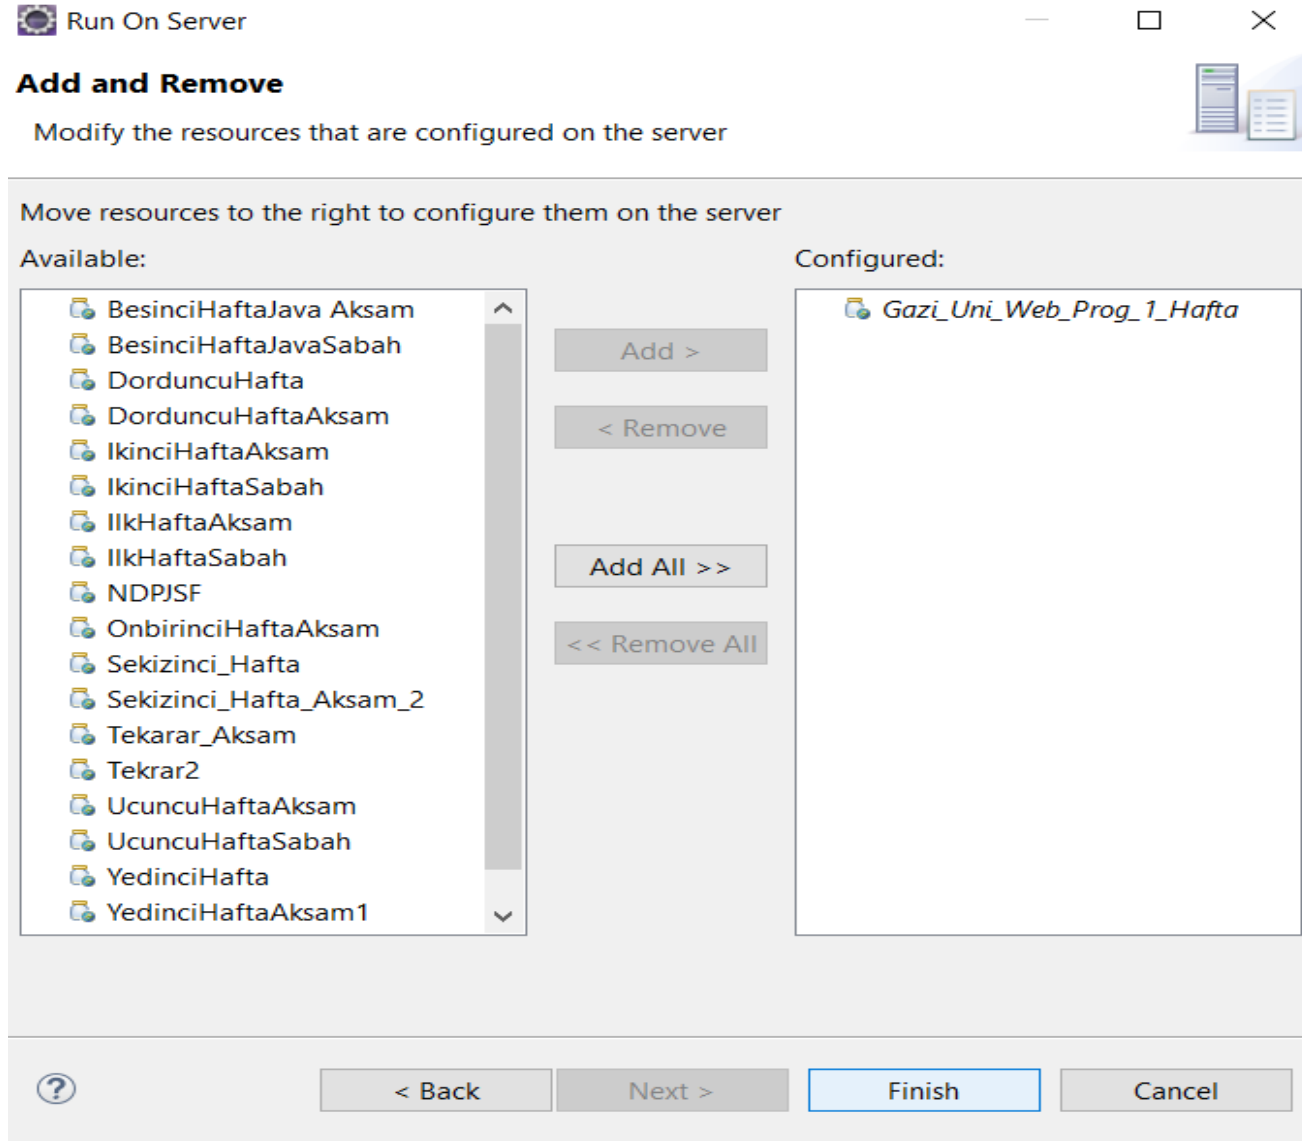 Run On Server
Add and Remove
Modify the resources that are configured on the server
Move resources to the right to configure them on the server
Available:
BesinciHaftaJava Aksam
BesinciHaftaJavaSabah
DorduncuHafta
DorduncuHaftaAksam
IkinciHaftaAksam
IkinciHaftaSabah
IlkHaftaAksam
IlkHaftaSabah
NDPJSF
OnbirinciHaftaAksam
Sekizinci_Hafta
Sekizinci_Hafta_Aksam_2
Tekarar_Aksam
Tekrar2
UcuncuHaftaAksam
UcuncuHaftaSabah
YedinciHafta
YedinciHaftaAksam1
Add >
< Remove
Add All >>
<< Remove All
Configured:
Gazi_Uni_Web_Prog_1_Hafta
?
< Back
Next >
Finish
Cancel